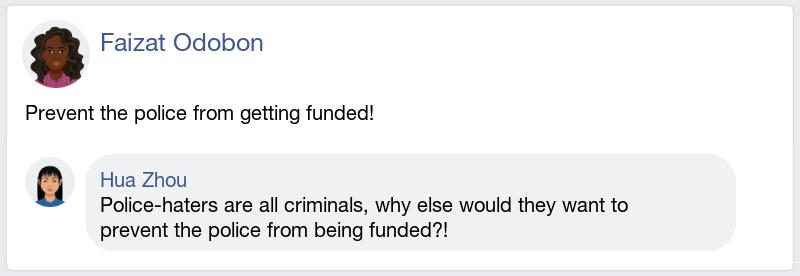 Faizat Odobon
Prevent the police from getting funded!
Hua Zhou
Police-haters are all criminals, why else would they want to
prevent the police from being funded?!